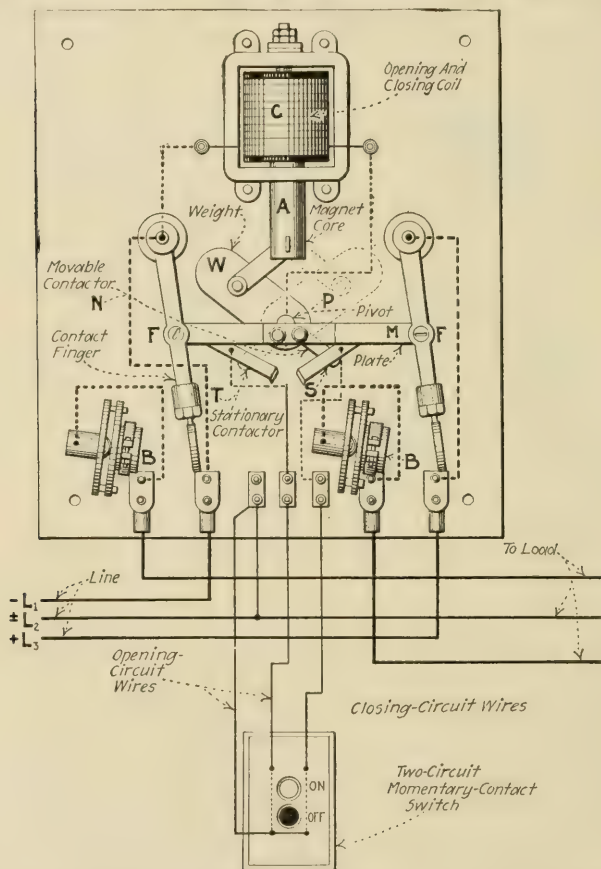 C
Opening And
Closing Coil
A
Weight
Magnet
Core
W
Movable
Contactor
N
P
Pivot
F
M
F
Contact
Finger
Plate
T
S
Stationary
Contactor
B
B
To Load
Line
- L₁
± L₂
+ L₃
Opening-
Circuit
Wires
Closing-Circuit Wires
ON
OFF
Two-Circuit
Momentary-Contact
Switch